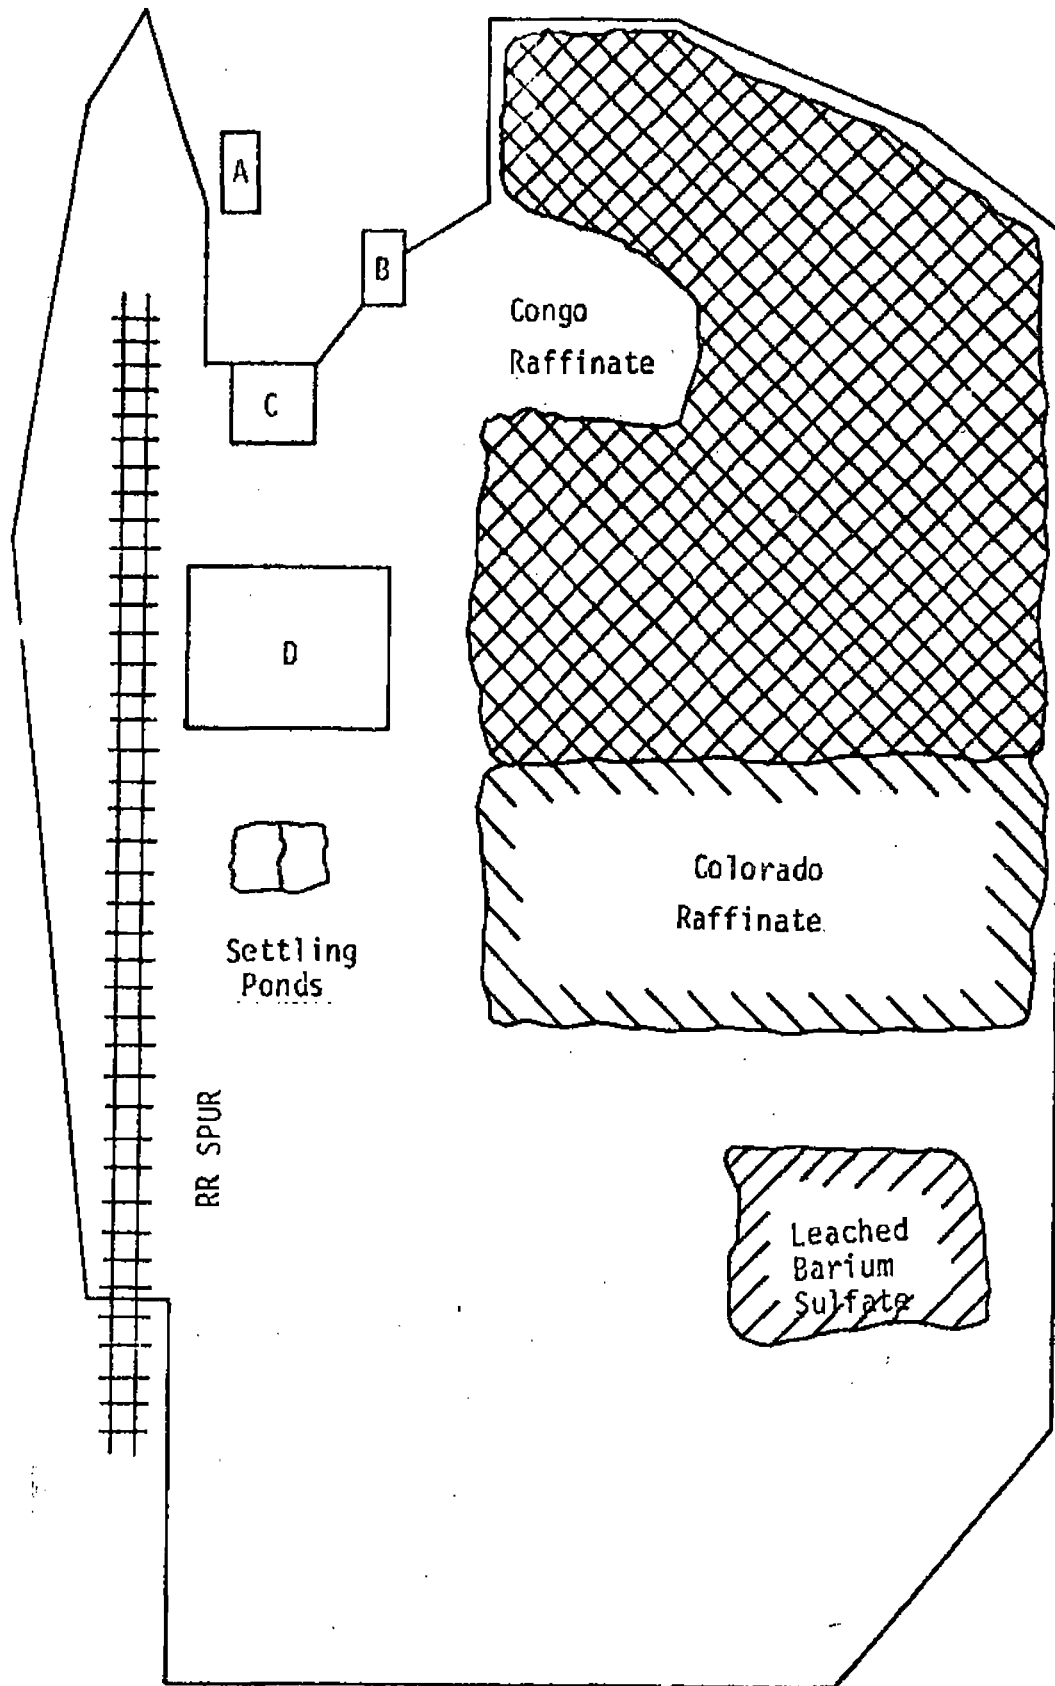 A
B
Congo
Raffinate
C
D
Colorado
Raffinate
Settling
Ponds
RR SPUR
Leached
Barium
Sulfate